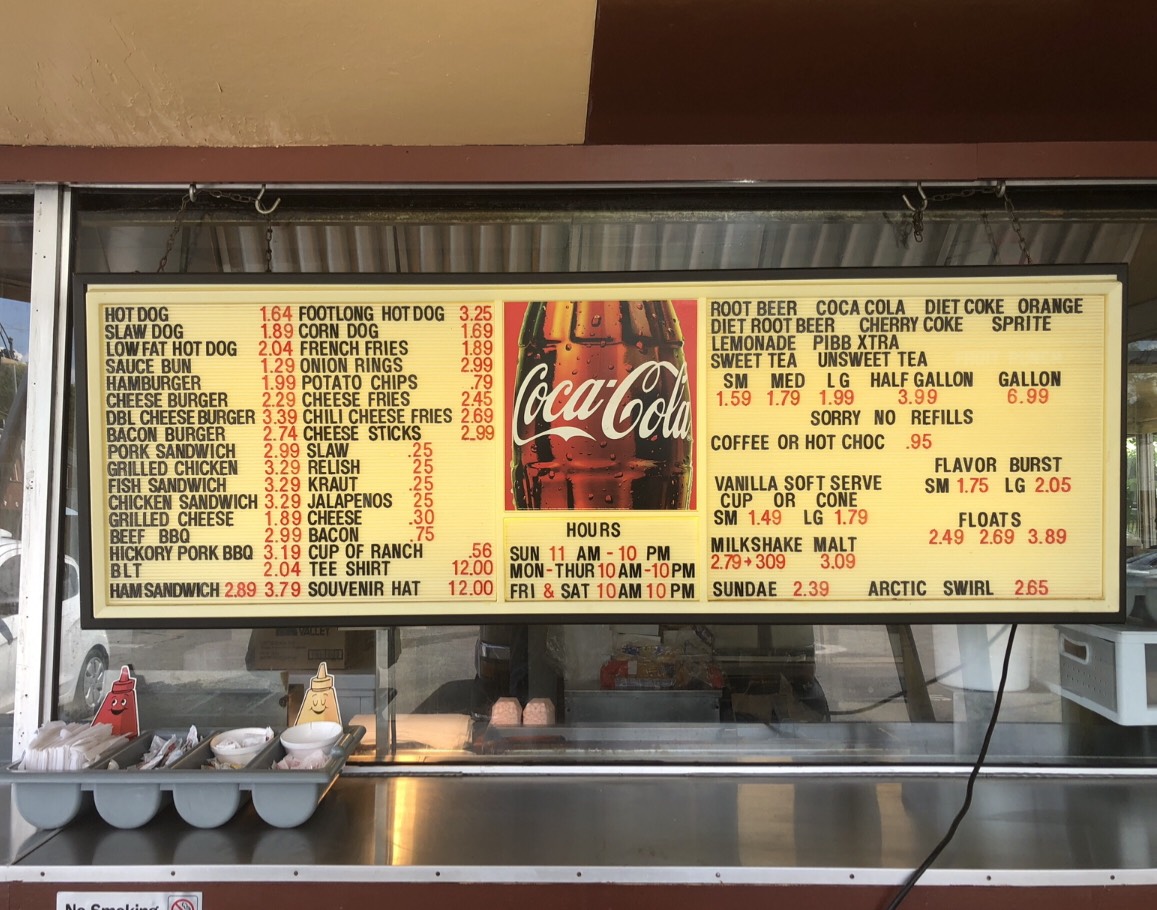 HOT DOG 1.64
SLAW DOG 1.89
LOWFAT HOT DOG 2.04
SAUCE BUN 1.29
HAMBURGER 1.99
CHEESE BURGER 2.29
DBL CHEESE BURGER 3.39
BACON BURGER 2.74
PORK SANDWICH 2.99
GRILLED CHICKEN 3.29
FISH SANDWICH 3.29
CHICKEN SANDWICH 3.29
GRILLED CHEESE 1.89
BEEF BBQ 2.99
HICKORY PORK BBQ 3.19
BLT 2.04
HAM SANDWICH 2.89 3.79
FOOTLONG HOT DOG 3.25
CORN DOG 1.69
FRENCH FRIES 1.89
ONION RINGS 2.99
POTATO CHIPS .79
CHEESE FRIES 2.45
CHILI CHEESE FRIES 2.69
CHEESE STICKS 2.99
SLAW .25
RELISH .25
KRAUT .25
JALAPENOS .25
CHEESE .30
BACON .75
CUP OF RANCH .56
TEE SHIRT 12.00
SOUVENIR HAT 12.00
Coca-Cola
HOURS
SUN 11 AM - 10 PM
MON-THUR 10 AM-10PM
FRI & SAT 10AM 10 PM
ROOT BEER COCA COLA DIET COKE ORANGE
DIET ROOT BEER CHERRY COKE SPRITE
LEMONADE PIBB XTRA
SWEET TEA UNSWEET TEA
SM MED LG HALF GALLON GALLON
1.59 1.79 1.99 3.99 6.99
SORRY NO REFILLS
COFFEE OR HOT CHOC .95
VANILLA SOFT SERVE
CUP OR CONE
SM 1.49 LG 1.79
FLAVOR BURST
SM 1.75 LG 2.05
FLOATS
2.49 2.69 3.89
MILKSHAKE MALT
2.79→309 3.09
SUNDAE 2.39 ARCTIC SWIRL 2.65
No Smoking